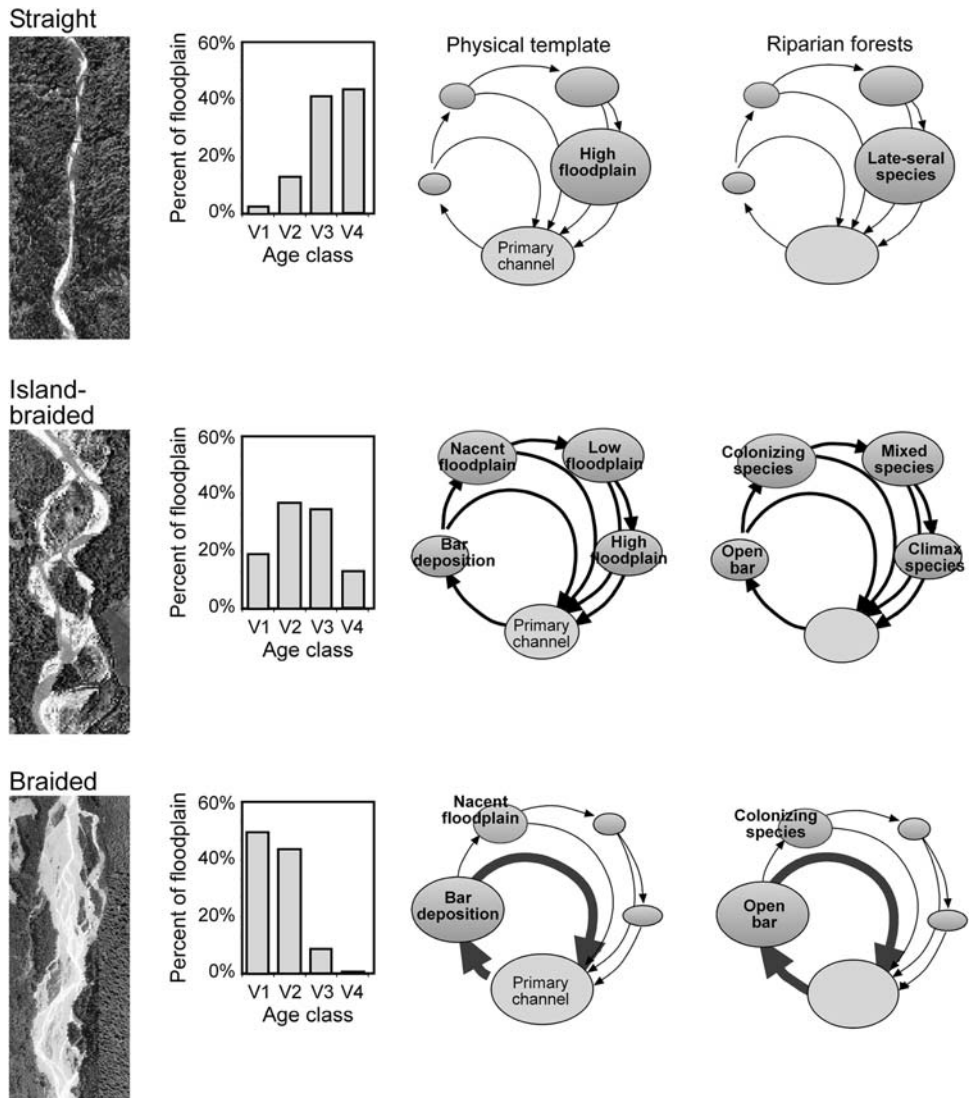 Straight
Percent of floodplain
60%
40%
20%
0%
V1 V2 V3 V4
Age class
Physical template
High
floodplain
Primary
channel
Riparian forests
Late-seral
species
Island-
braided
Percent of floodplain
60%
40%
20%
0%
V1 V2 V3 V4
Age class
Nacent
floodplain
Low
floodplain
Bar
deposition
High
floodplain
Primary
channel
Colonizing
species
Mixed
species
Open
bar
Climax
species
Braided
Percent of floodplain
60%
40%
20%
0%
V1 V2 V3 V4
Age class
Nacent
floodplain
Bar
deposition
Primary
channel
Colonizing
species
Open
bar